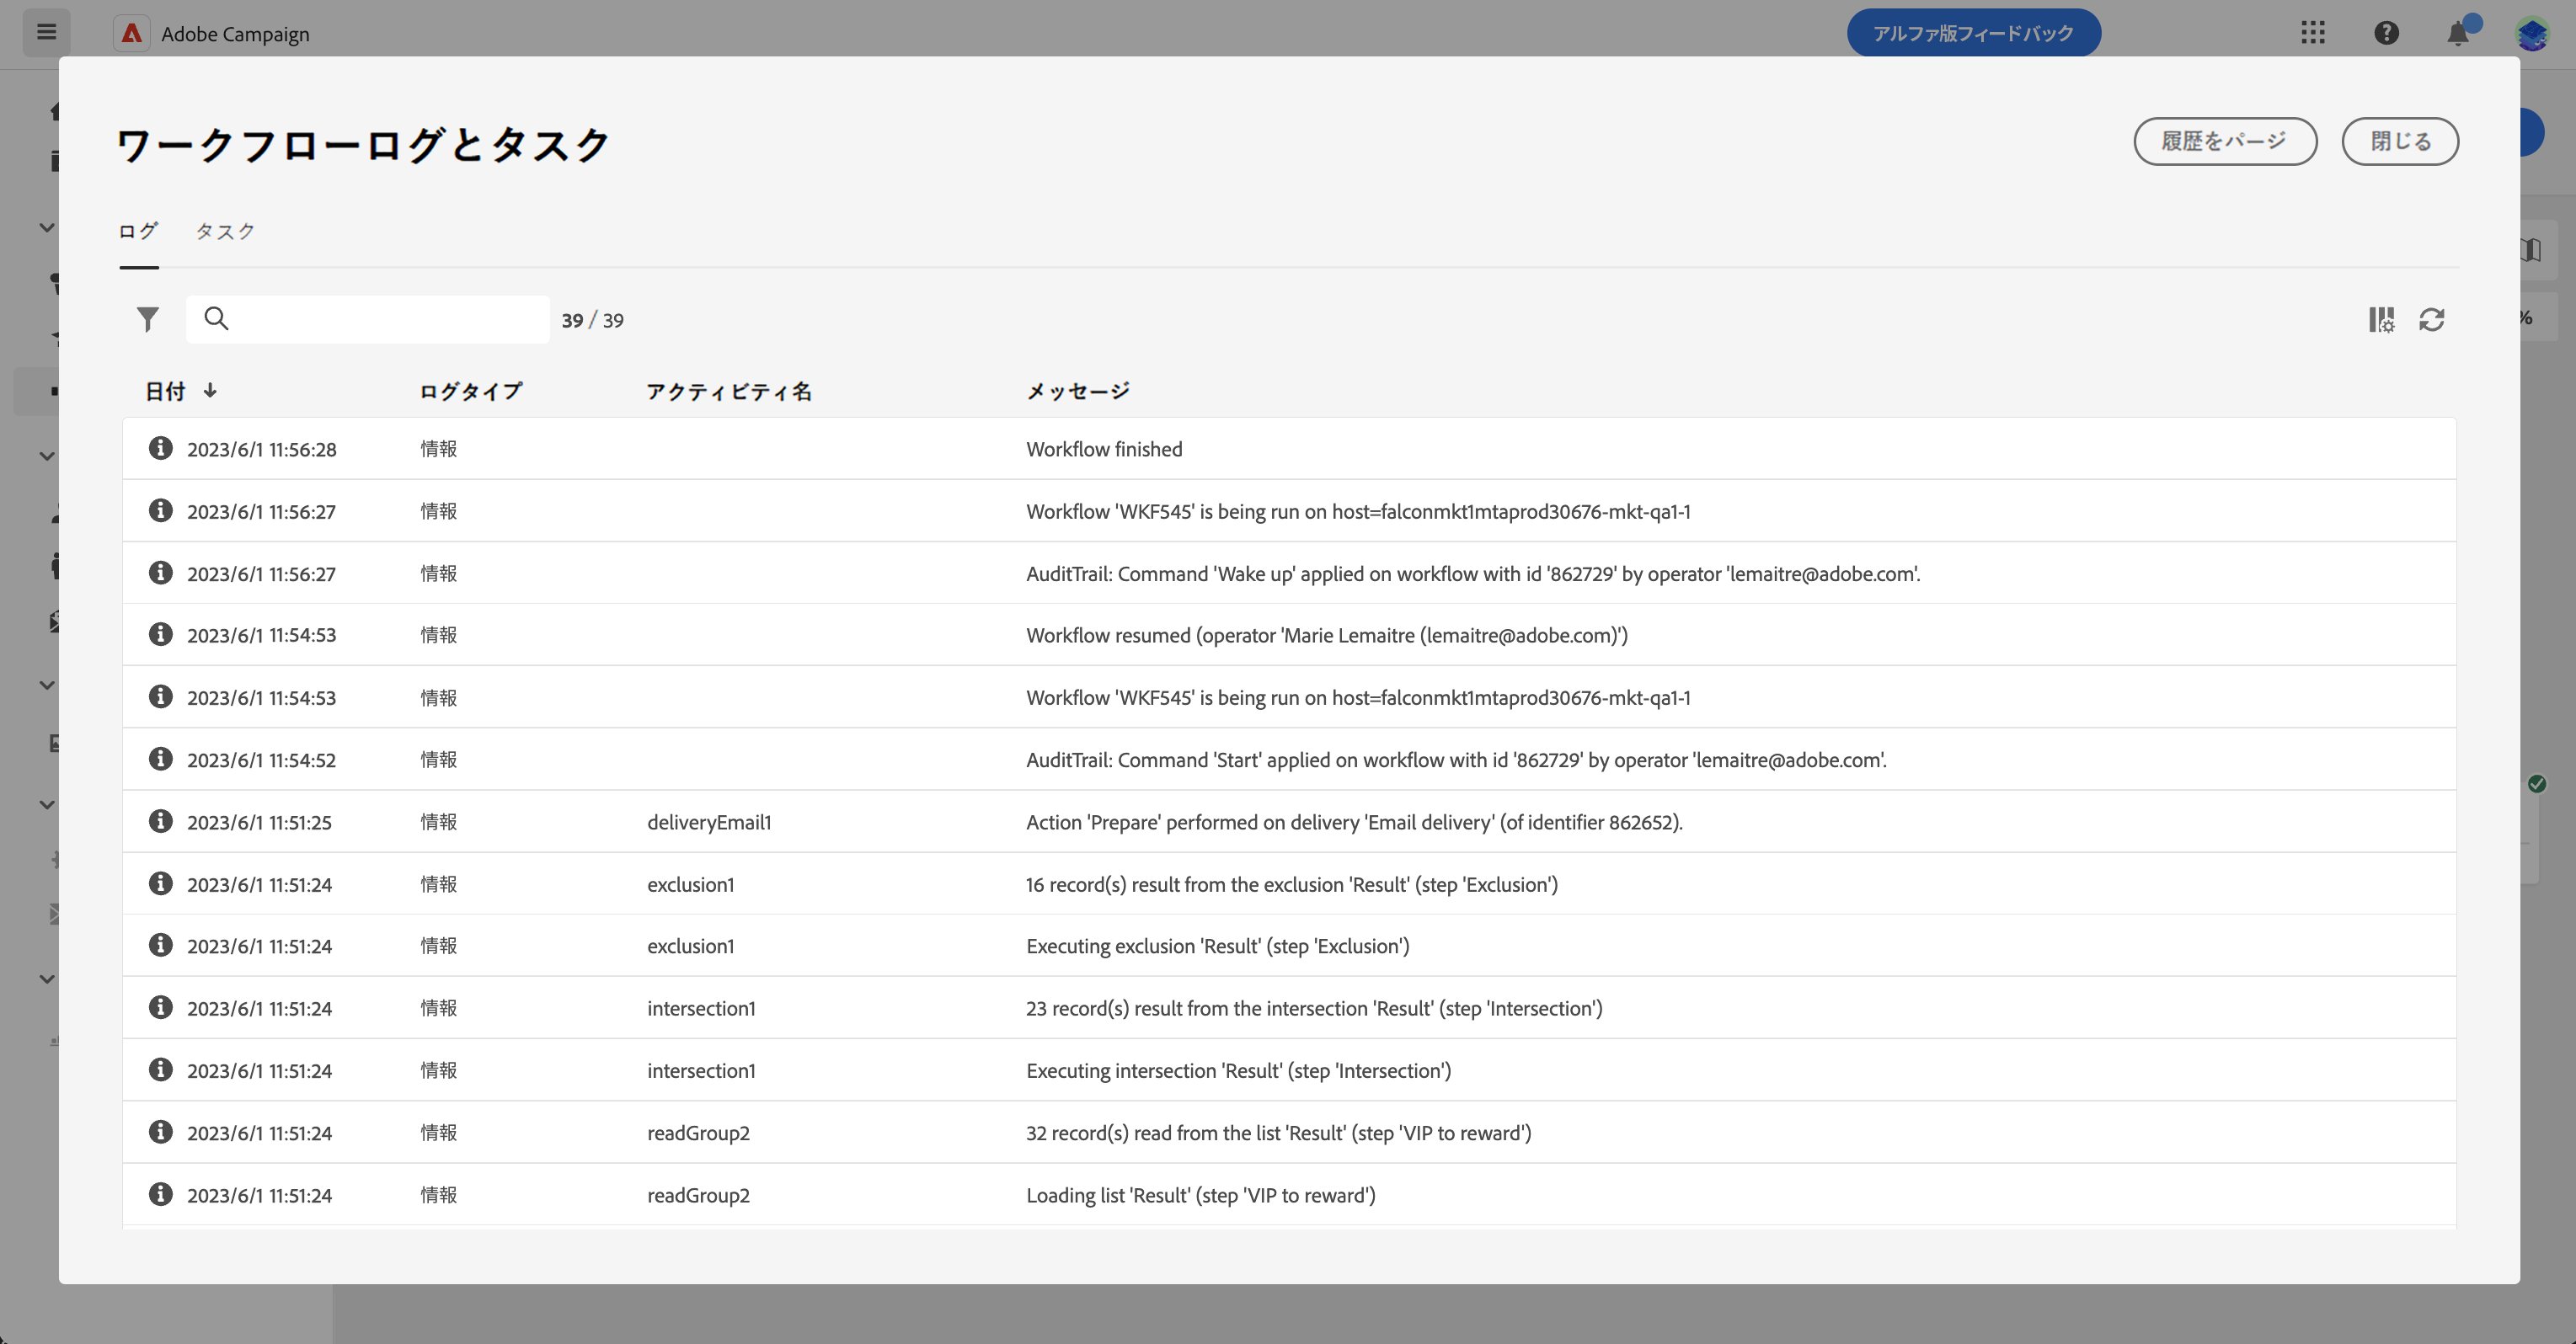 Adobe Campaign
アルファ版フィードバック
ワークフローログとタスク
履歴をパージ
閉じる
ログ
タスク
39 / 39
%
日付
ログタイプ
アクティビティ名
メッセージ
2023/6/1 11:56:28 情報 Workflow finished
2023/6/1 11:56:27 情報 Workflow 'WKF545' is being run on host=falconmkt1mtaprod30676-mkt-qa1-1
2023/6/1 11:56:27 情報 AuditTrail: Command 'Wake up' applied on workflow with id '862729' by operator 'lemaitre@adobe.com'.
2023/6/1 11:54:53 情報 Workflow resumed (operator 'Marie Lemaitre (lemaitre@adobe.com)')
2023/6/1 11:54:53 情報 Workflow 'WKF545' is being run on host=falconmkt1mtaprod30676-mkt-qa1-1
2023/6/1 11:54:52 情報 AuditTrail: Command 'Start' applied on workflow with id '862729' by operator 'lemaitre@adobe.com'.
2023/6/1 11:51:25 情報 deliveryEmail1 Action 'Prepare' performed on delivery 'Email delivery' (of identifier 862652).
2023/6/1 11:51:24 情報 exclusion1 16 record(s) result from the exclusion 'Result' (step 'Exclusion')
2023/6/1 11:51:24 情報 exclusion1 Executing exclusion 'Result' (step 'Exclusion')
2023/6/1 11:51:24 情報 intersection1 23 record(s) result from the intersection 'Result' (step 'Intersection')
2023/6/1 11:51:24 情報 intersection1 Executing intersection 'Result' (step 'Intersection')
2023/6/1 11:51:24 情報 readGroup2 32 record(s) read from the list 'Result' (step 'VIP to reward')
2023/6/1 11:51:24 情報 readGroup2 Loading list 'Result' (step 'VIP to reward')